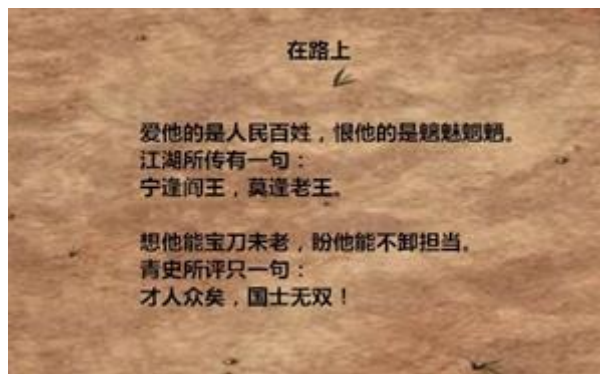 在路上
爱他的是人民百姓，恨他的是魑魅魍魉。
江湖所传有一句：
宁逢阎王，莫逢老王。
想他能宝刀未老，盼他能不卸担当。
青史所评只一句：
才人众矣，国士无双！